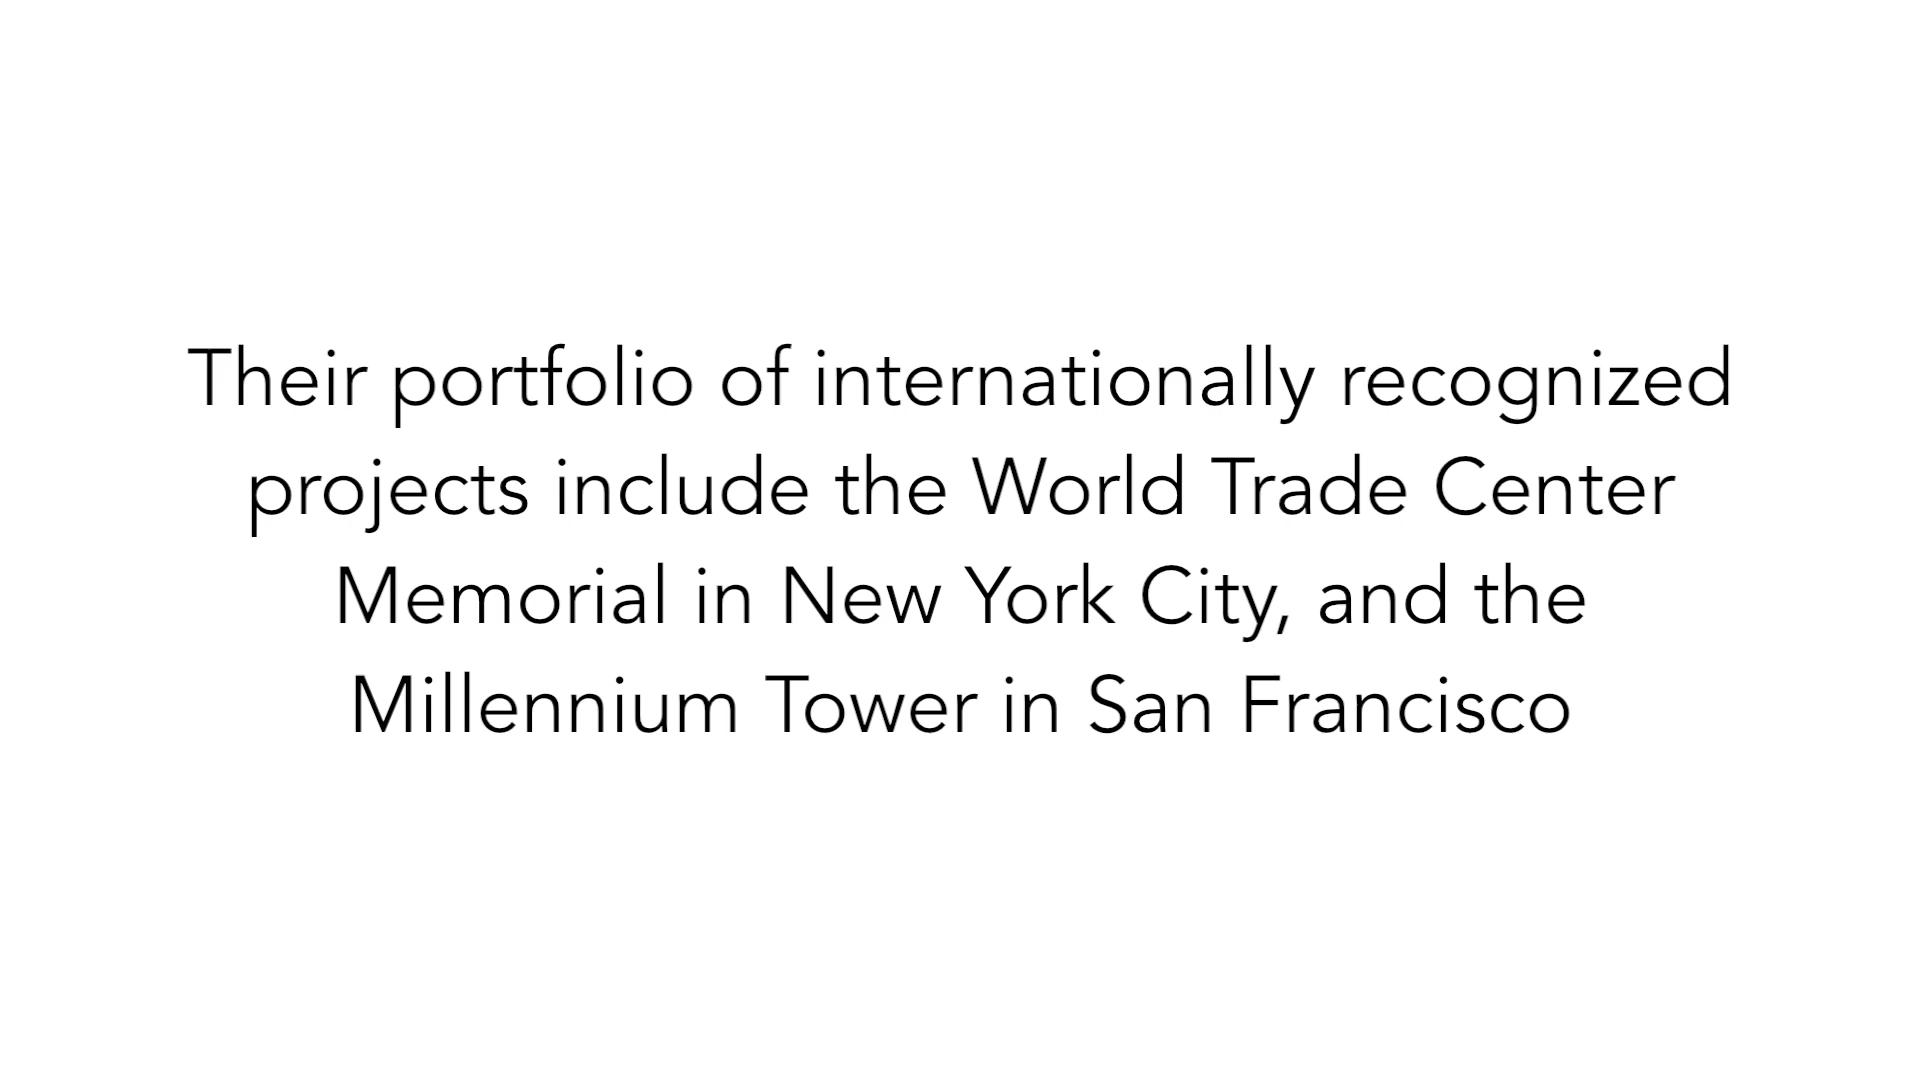 Their portfolio of internationally recognized
projects include the World Trade Center
Memorial in New York City, and the
Millennium Tower in San Francisco